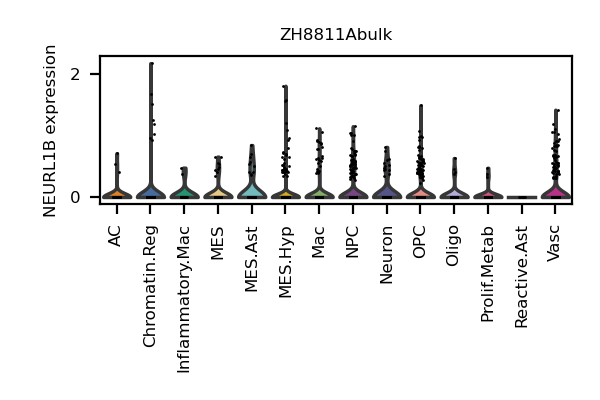 ZH8811Abulk
NEURL1B expression
2
0
AC
Chromatin.Reg
Inflammatory.Mac
MES
MES.Ast
MES.Hyp
Mac
NPC
Neuron
OPC
Oligo
Prolif.Metab
Reactive.Ast
Vasc